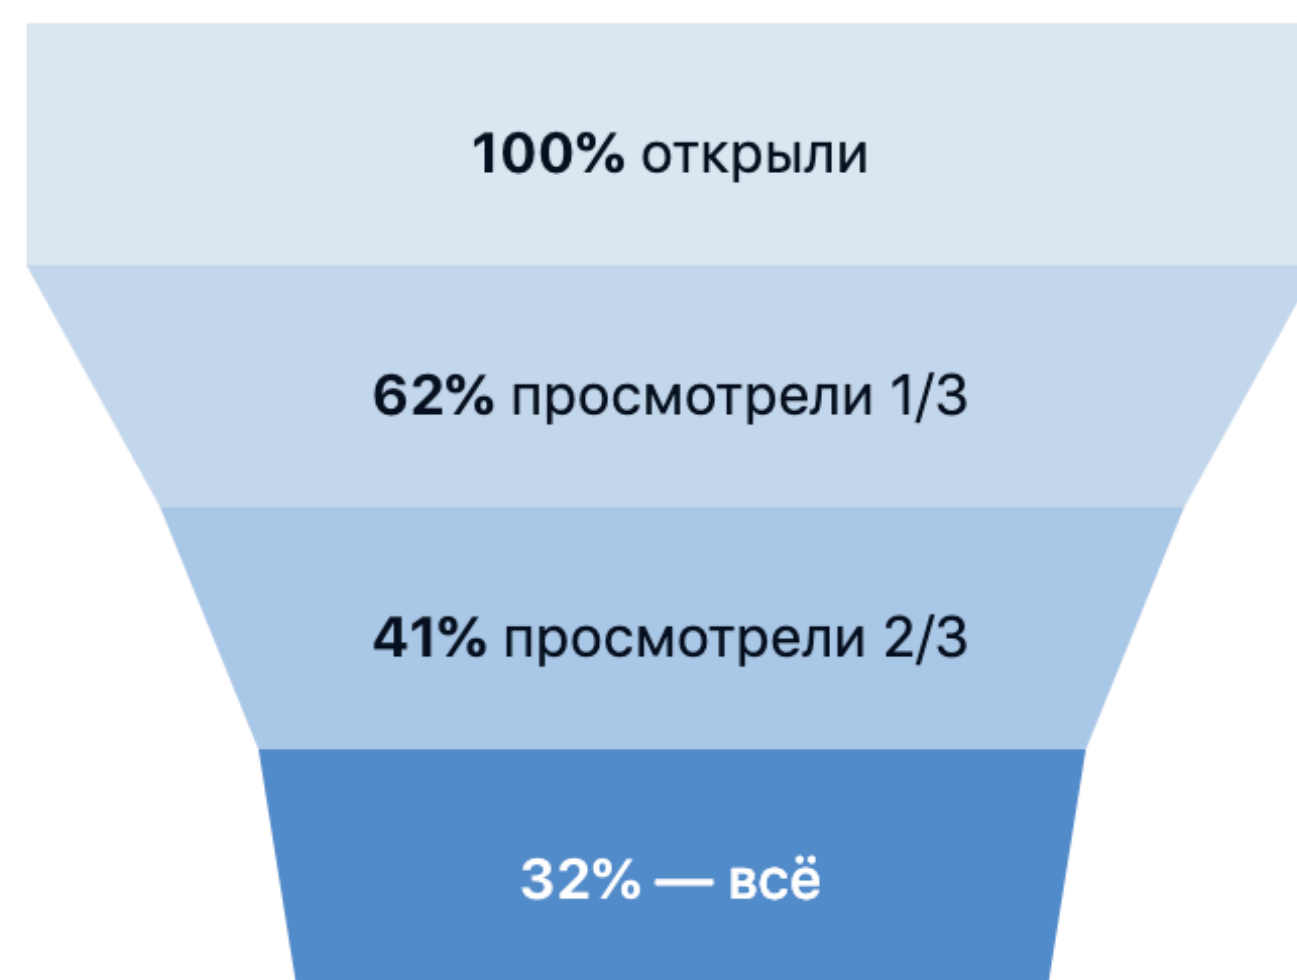 100% открыли
62% просмотрели 1/3
41% просмотрели 2/3
32% — всё